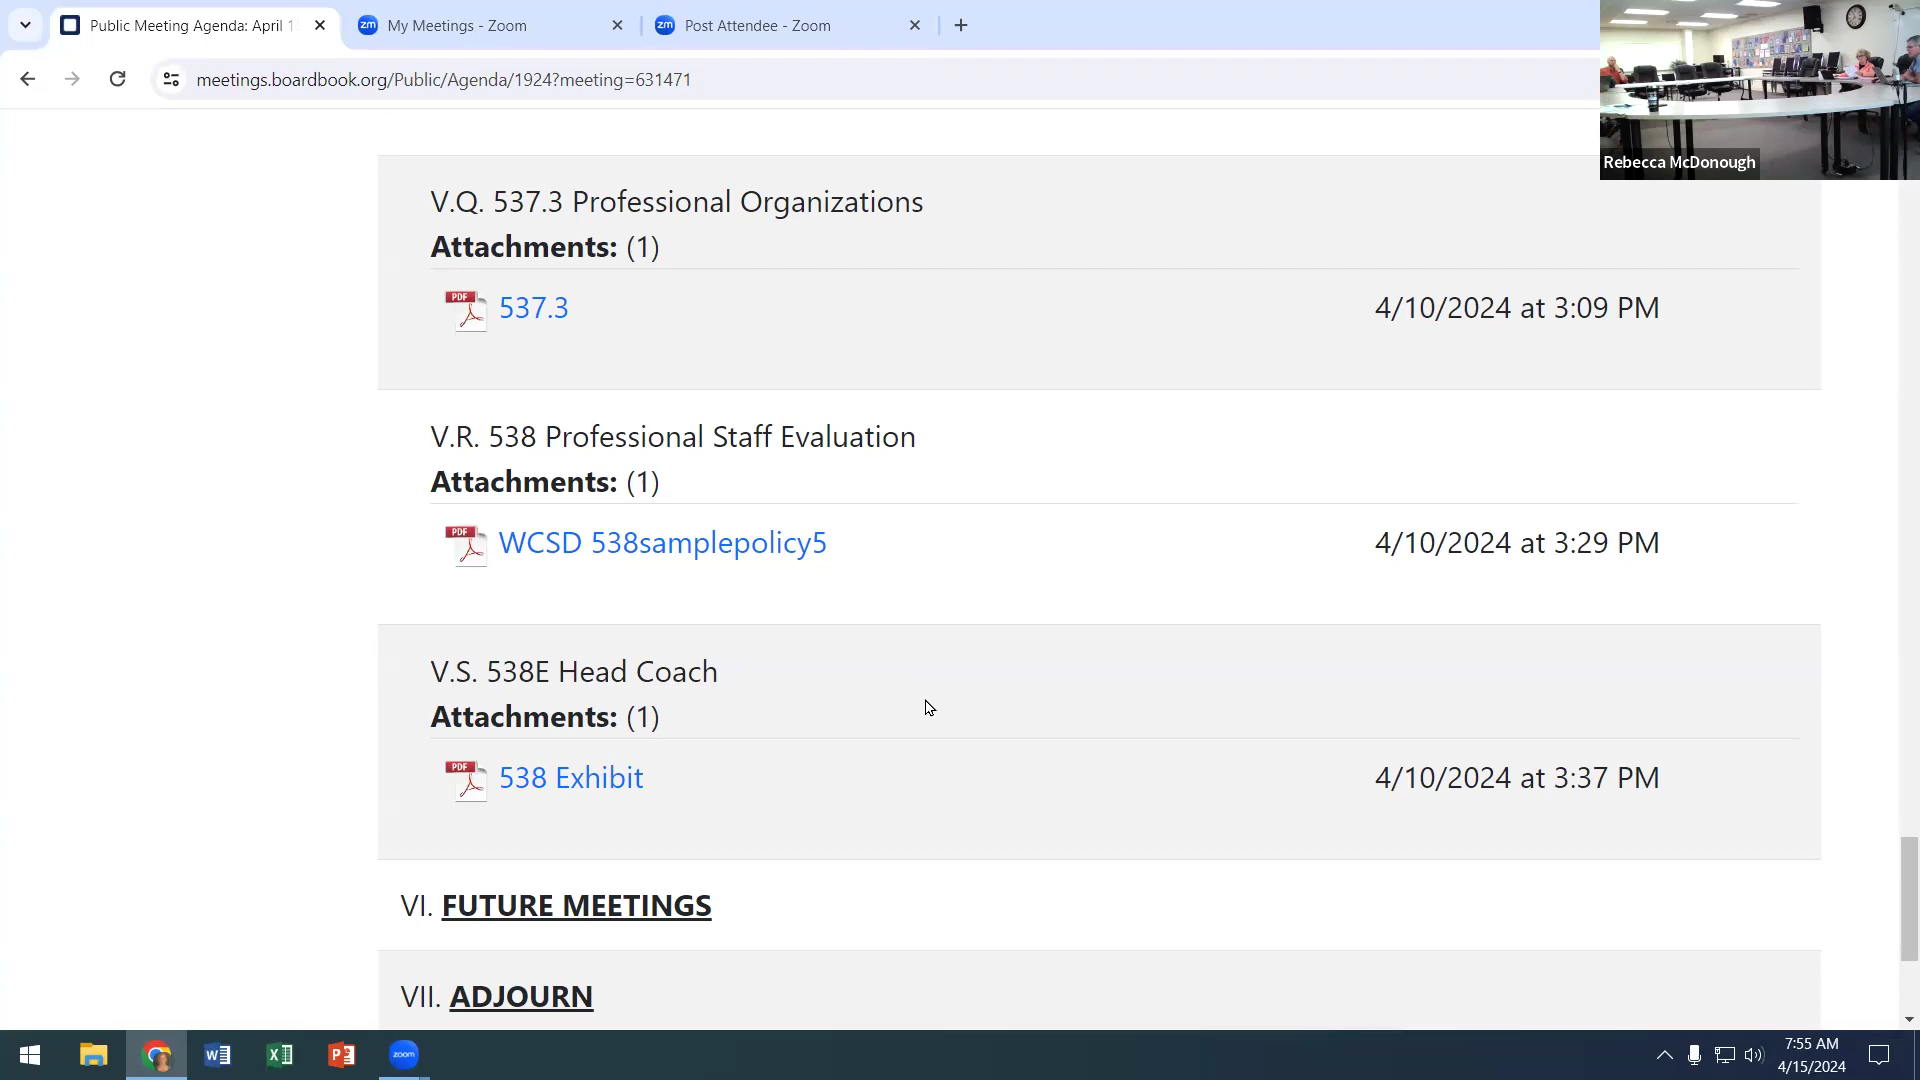 Public Meeting Agenda: April 1
My Meetings - Zoom
Post Attendee - Zoom
meetings.boardbook.org/Public/Agenda/1924?meeting=631471
Rebecca McDonough
V.Q. 537.3 Professional Organizations
Attachments: (1)
PDF 537.3 4/10/2024 at 3:09 PM
V.R. 538 Professional Staff Evaluation
Attachments: (1)
PDF WCSD 538samplepolicy5 4/10/2024 at 3:29 PM
V.S. 538E Head Coach
Attachments: (1)
PDF 538 Exhibit 4/10/2024 at 3:37 PM
VI. FUTURE MEETINGS
VII. ADJOURN
zoom
7:55 AM
4/15/2024